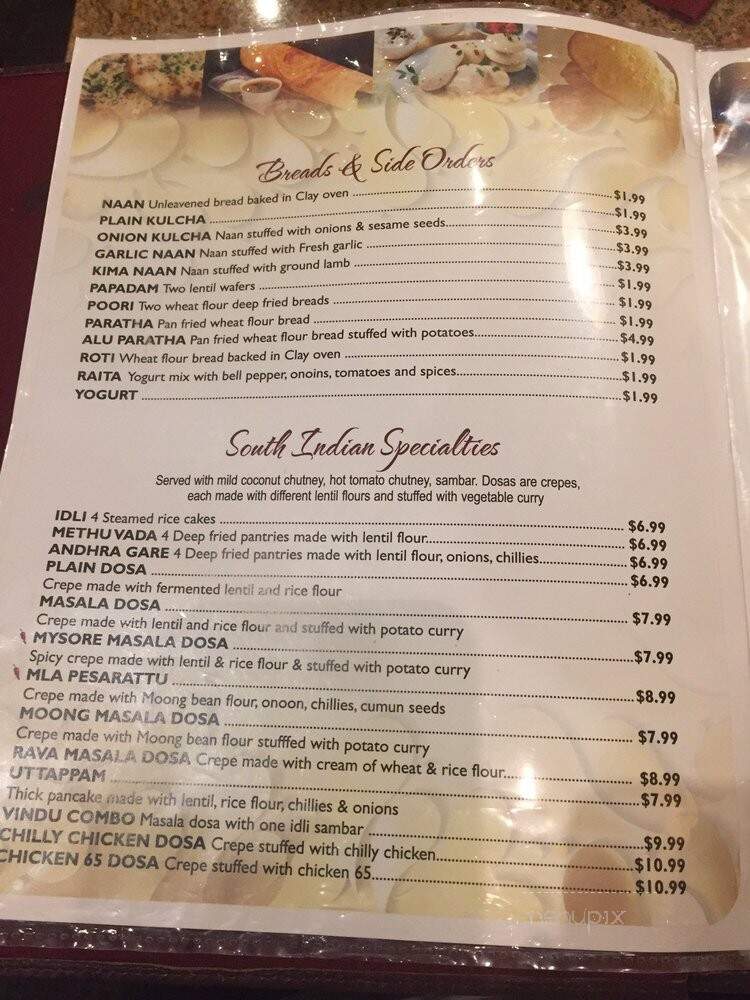 Breads & Side Orders
NAAN Unleavened bread baked in Clay oven $1.99
PLAIN KULCHA $1.99
ONION KULCHA Naan stuffed with onions & sesame seeds $3.99
GARLIC NAAN Naan stuffed with Fresh garlic $3.99
KIMA NAAN Naan stuffed with ground lamb $3.99
PAPADAM Two lentil wafers $1.99
POORI Two wheat flour deep fried breads $1.99
PARATHA Pan fried wheat flour bread $1.99
ALU PARATHA Pan fried wheat flour bread stuffed with potatoes $4.99
ROTI Wheat flour bread backed in Clay oven $1.99
RAITA Yogurt mix with bell pepper, onoins, tomatoes and spices $1.99
YOGURT $1.99
South Indian Specialties
Served with mild coconut chutney, hot tomato chutney, sambar. Dosas are crepes,
each made with different lentil flours and stuffed with vegetable curry
IDLI 4 Steamed rice cakes $6.99
METHU VADA 4 Deep fried pantries made with lentil flour $6.99
ANDHRA GARE 4 Deep fried pantries made with lentil flour, onions, chillies $6.99
PLAIN DOSA $6.99
Crepe made with fermented lentil and rice flour
MASALA DOSA $7.99
Crepe made with lentil and rice flour and stuffed with potato curry
MYSORE MASALA DOSA $7.99
Spicy crepe made with lentil & rice flour & stuffed with potato curry
MLA PESARATTU $8.99
Crepe made with Moong bean flour, onoon, chillies, cumun seeds
MOONG MASALA DOSA $7.99
Crepe made with Moong bean flour stufffed with potato curry
RAVA MASALA DOSA Crepe made with cream of wheat & rice flour $8.99
UTTAPPAM $7.99
Thick pancake made with lentil, rice flour, chillies & onions
VINDU COMBO Masala dosa with one idli sambar $9.99
CHILLY CHICKEN DOSA Crepe stuffed with chilly chicken $10.99
CHICKEN 65 DOSA Crepe stuffed with chicken 65 $10.99
menupix